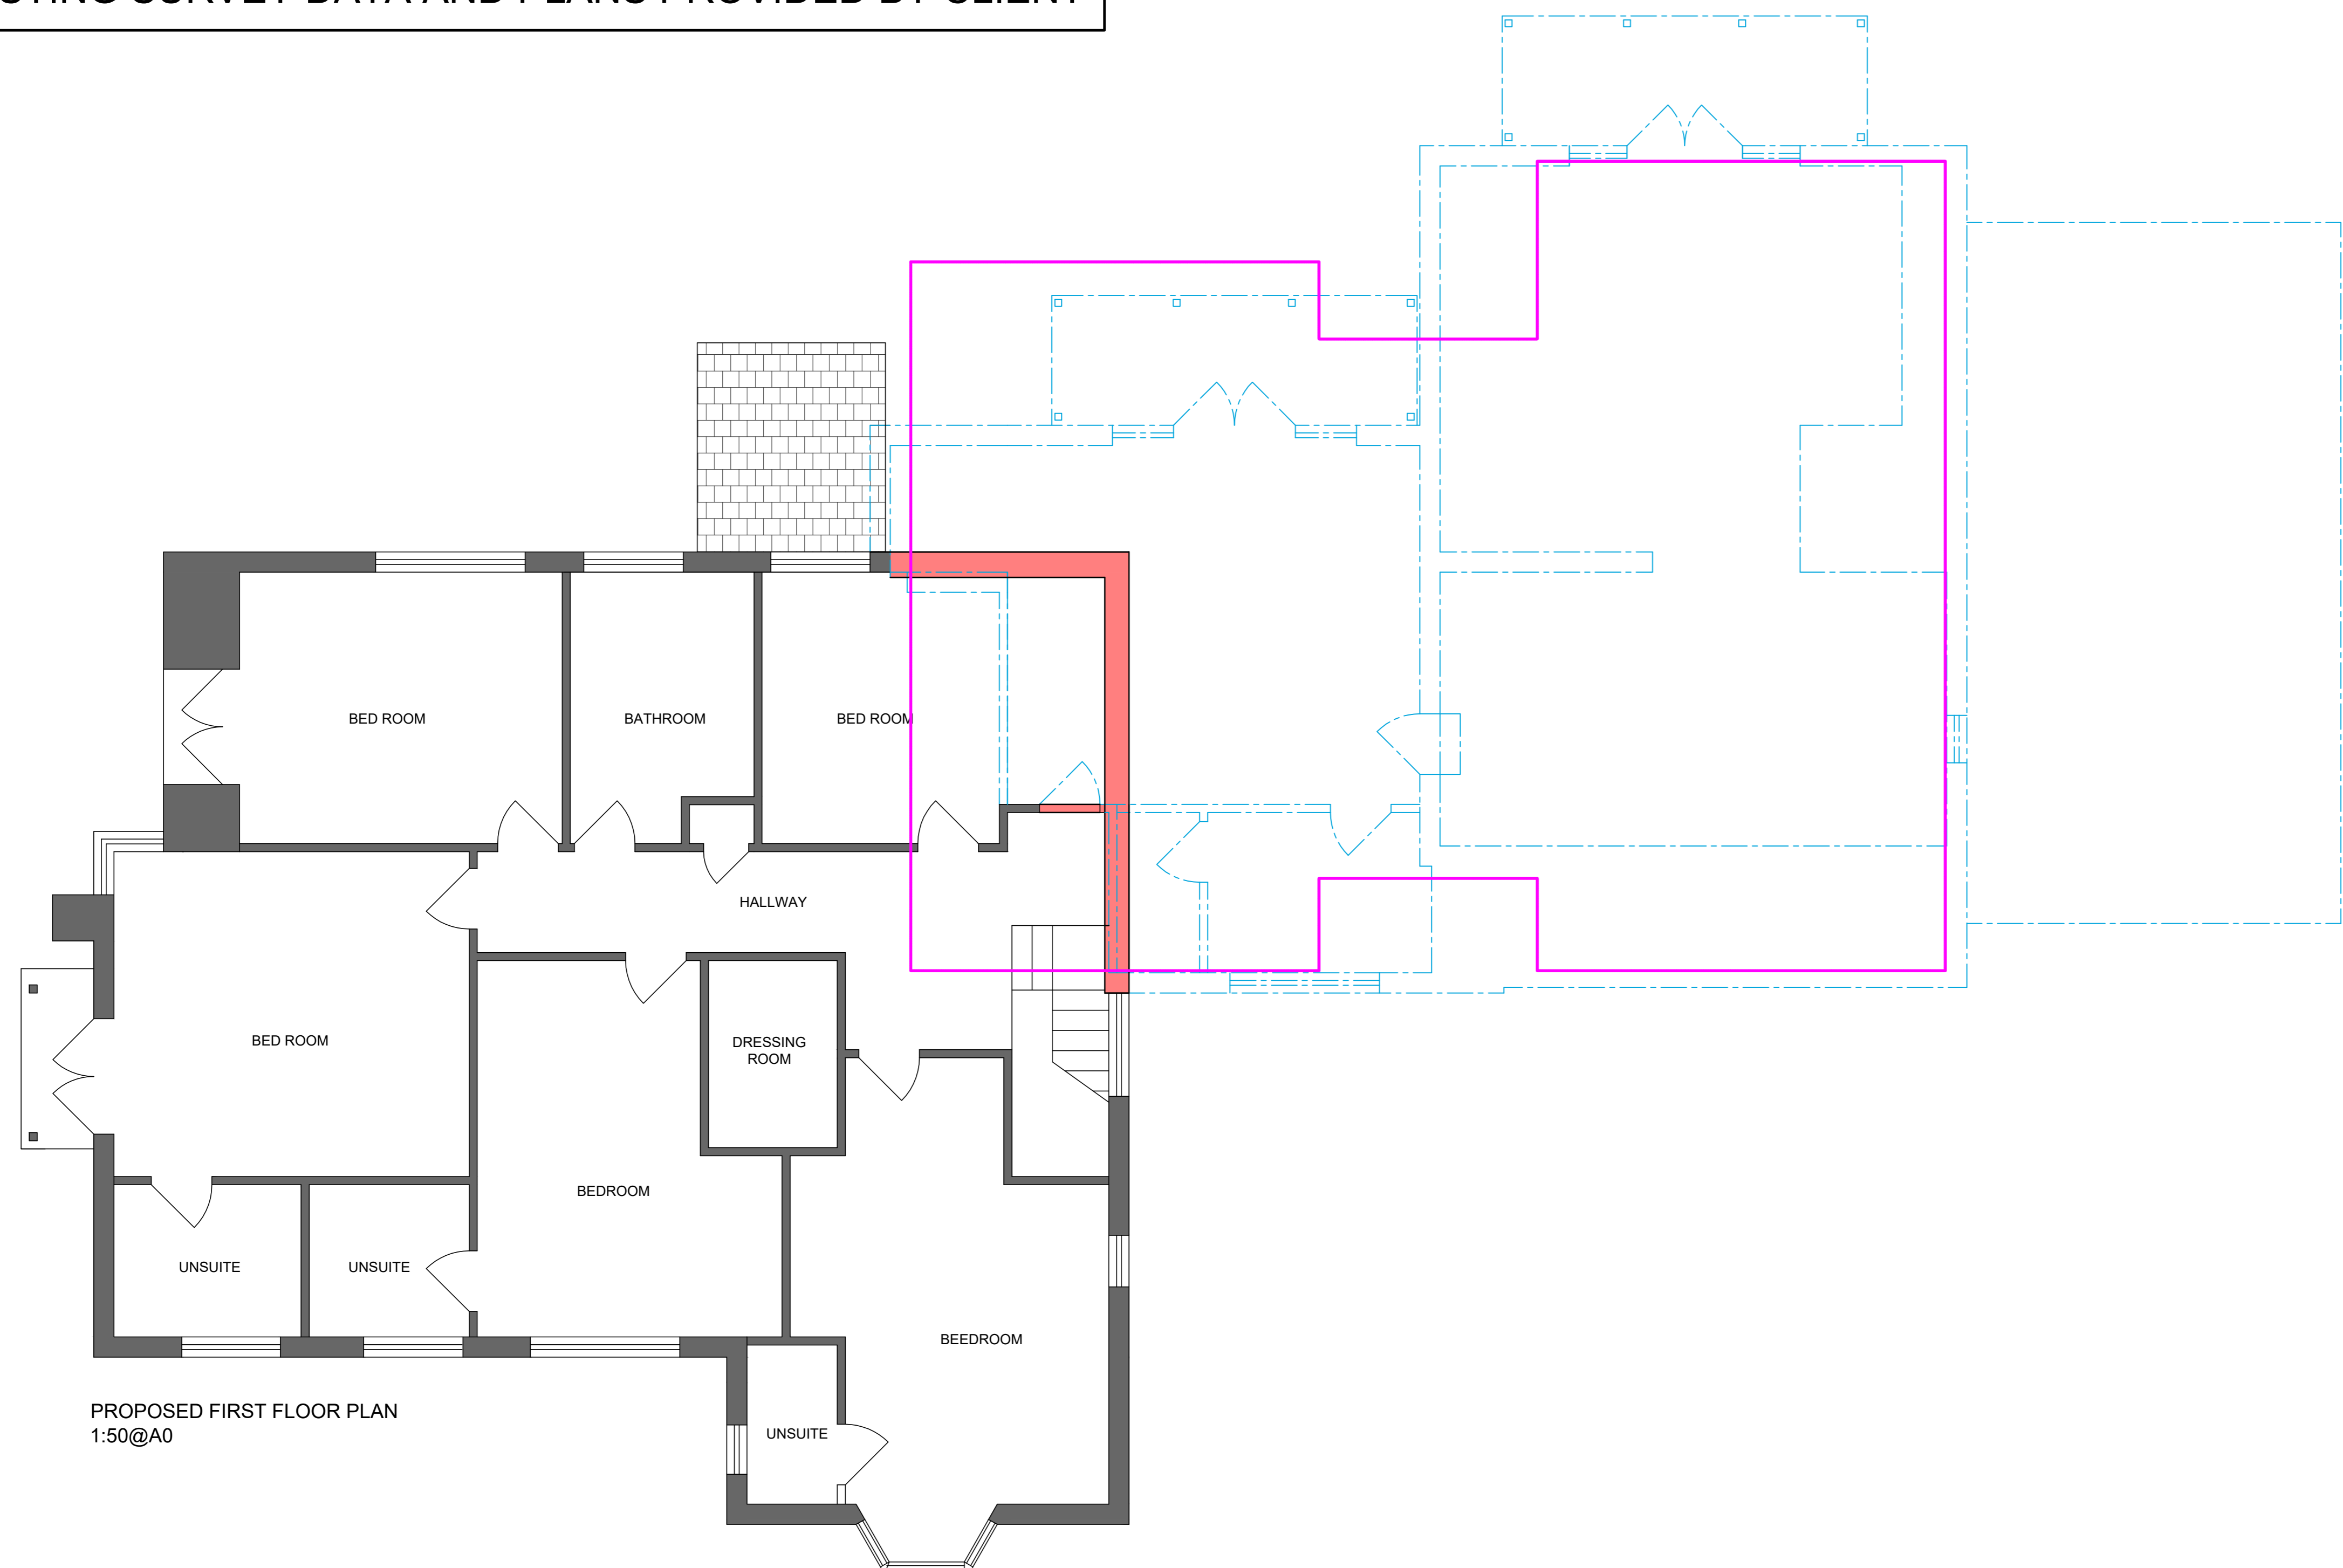 BED ROOM
BATHROOM
BED ROOM
HALLWAY
BED ROOM
DRESSING
ROOM
BEDROOM
UNSUITE
UNSUITE
BEEDROOM
UNSUITE
PROPOSED FIRST FLOOR PLAN
1:50@A0